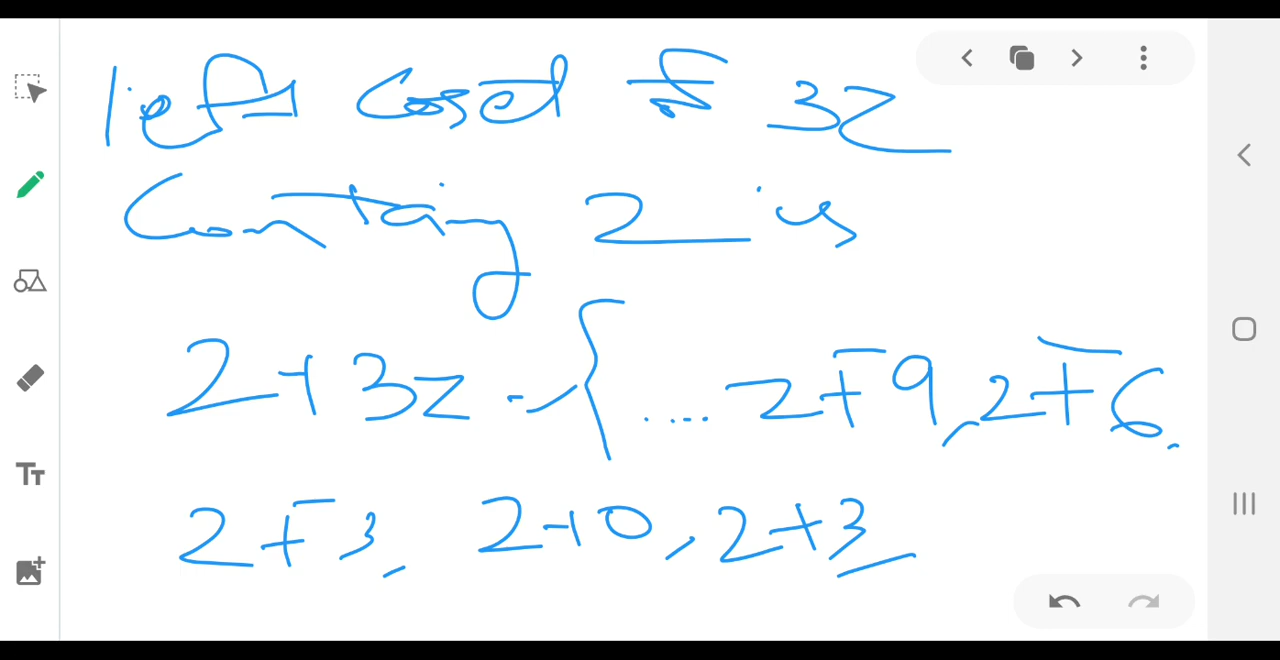 left coset of 3Z
Containg 2 is
2+3z = { .... 2+‾9, 2+‾6,
2+‾3, 2+0, 2+3
TT